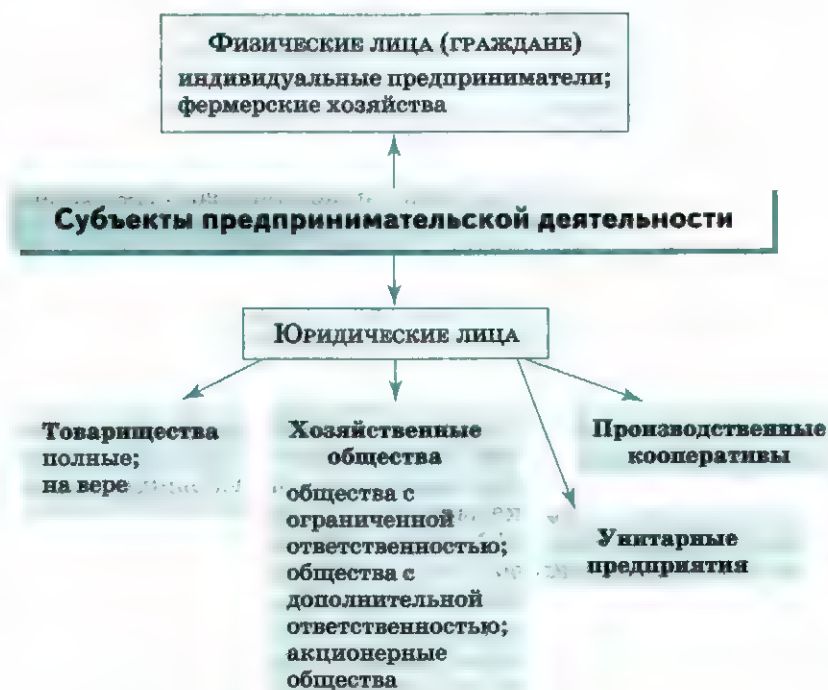 Физические лица (граждане)
индивидуальные предприниматели;
фермерские хозяйства
Субъекты предпринимательской деятельности
Юридические лица
Товарищества
полные;
на вере
Хозяйственные
общества
общества с
ограниченной
ответственностью;
общества с
дополнительной
ответственностью;
акционерные
общества
Производственные
кооперативы
Унитарные
предприятия